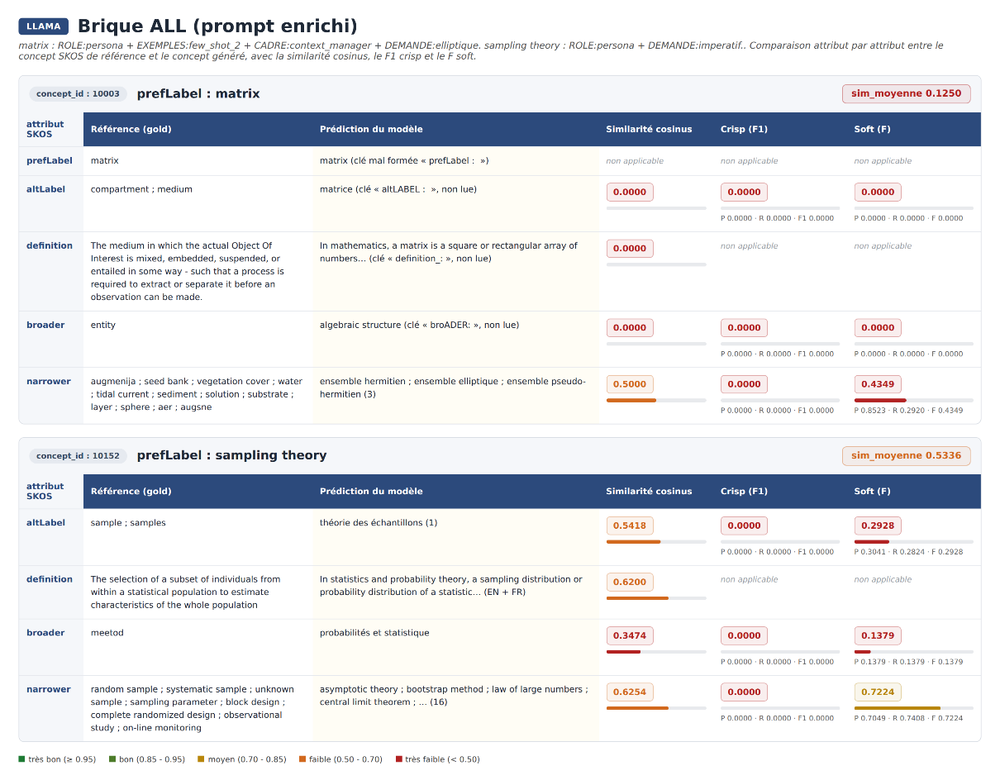 LLAMA Brique ALL (prompt enrichi)
matrix : ROLE:persona + EXEMPLES:few_shot_2 + CADRE:context_manager + DEMANDE:elliptique. sampling theory : ROLE:persona + DEMANDE:imperatif.. Comparaison attribut par attribut entre le
concept SKOS de référence et le concept généré, avec la similarité cosinus, le F1 crisp et le F soft.
concept_id : 10003 prefLabel : matrix sim_moyenne 0.1250
attribut
SKOS
Référence (gold) Prédiction du modèle Similarité cosinus Crisp (F1) Soft (F)
prefLabel matrix matrix (clé mal formée « prefLabel :  ») non applicable non applicable non applicable
altLabel compartment ; medium matrice (clé « altLABEL :  », non lue) 0.0000 0.0000 0.0000
P 0.0000 · R 0.0000 · F1 0.0000 P 0.0000 · R 0.0000 · F 0.0000
definition The medium in which the actual Object Of In mathematics, a matrix is a square or rectangular array of 0.0000 non applicable non applicable
Interest is mixed, embedded, suspended, or numbers... (clé « definition_: », non lue)
entailed in some way - such that a process is
required to extract or separate it before an
observation can be made.
broader entity algebraic structure (clé « broADER: », non lue) 0.0000 0.0000 0.0000
P 0.0000 · R 0.0000 · F1 0.0000 P 0.0000 · R 0.0000 · F 0.0000
narrower augmenija ; seed bank ; vegetation cover ; water ensemble hermitien ; ensemble elliptique ; ensemble pseudo- 0.5000 0.0000 0.4349
; tidal current ; sediment ; solution ; substrate ; hermitien (3)
layer ; sphere ; aer ; augsne P 0.0000 · R 0.0000 · F1 0.0000 P 0.8523 · R 0.2920 · F 0.4349
concept_id : 10152 prefLabel : sampling theory sim_moyenne 0.5336
attribut
SKOS
Référence (gold) Prédiction du modèle Similarité cosinus Crisp (F1) Soft (F)
altLabel sample ; samples théorie des échantillons (1) 0.5418 0.0000 0.2928
P 0.0000 · R 0.0000 · F1 0.0000 P 0.3041 · R 0.2824 · F 0.2928
definition The selection of a subset of individuals from In statistics and probability theory, a sampling distribution or 0.6200 non applicable non applicable
within a statistical population to estimate probability distribution of a statistic... (EN + FR)
characteristics of the whole population
broader meetod probabilités et statistique 0.3474 0.0000 0.1379
P 0.0000 · R 0.0000 · F1 0.0000 P 0.1379 · R 0.1379 · F 0.1379
narrower random sample ; systematic sample ; unknown asymptotic theory ; bootstrap method ; law of large numbers ; 0.6254 0.0000 0.7224
sample ; sampling parameter ; block design ; central limit theorem ; ... (16)
complete randomized design ; observational P 0.0000 · R 0.0000 · F1 0.0000 P 0.7049 · R 0.7408 · F 0.7224
study ; on-line monitoring
très bon (≥ 0.95) bon (0.85 - 0.95) moyen (0.70 - 0.85) faible (0.50 - 0.70) très faible (< 0.50)